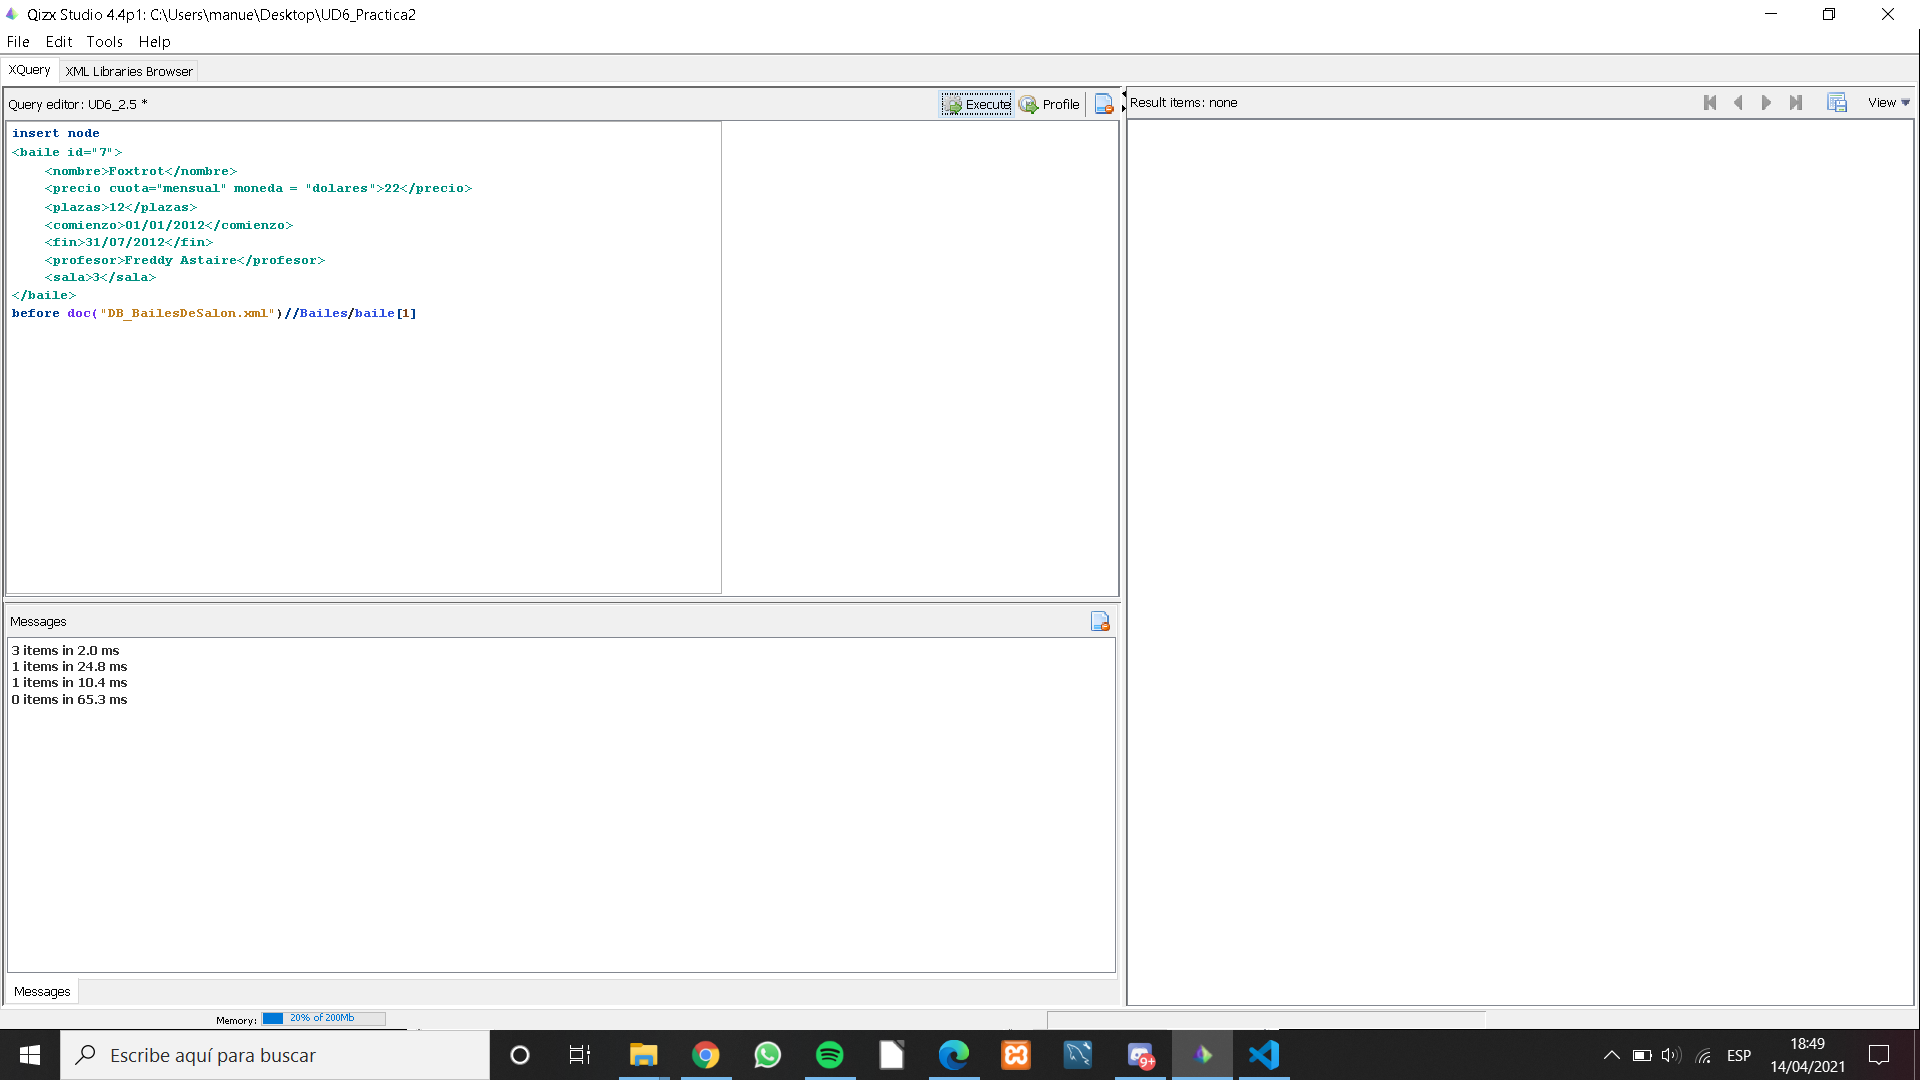 Qizx Studio 4.4p1: C:\Users\manue\Desktop\UD6_Practica2
File Edit Tools Help
XQuery XML Libraries Browser
Query editor: UD6_2.5 *
Execute Profile
insert node
<baile id="7">
    <nombre>Foxtrot</nombre>
    <precio cuota="mensual" moneda = "dolares">22</precio>
    <plazas>12</plazas>
    <comienzo>01/01/2012</comienzo>
    <fin>31/07/2012</fin>
    <profesor>Freddy Astaire</profesor>
    <sala>3</sala>
</baile>
before doc("DB_BailesDeSalon.xml")//Bailes/baile[1]
Result items: none
View
Messages
3 items in 2.0 ms
1 items in 24.8 ms
1 items in 10.4 ms
0 items in 65.3 ms
Messages
Memory: 20% of 200Mb
Escribe aquí para buscar
9+
ESP
18:49
14/04/2021